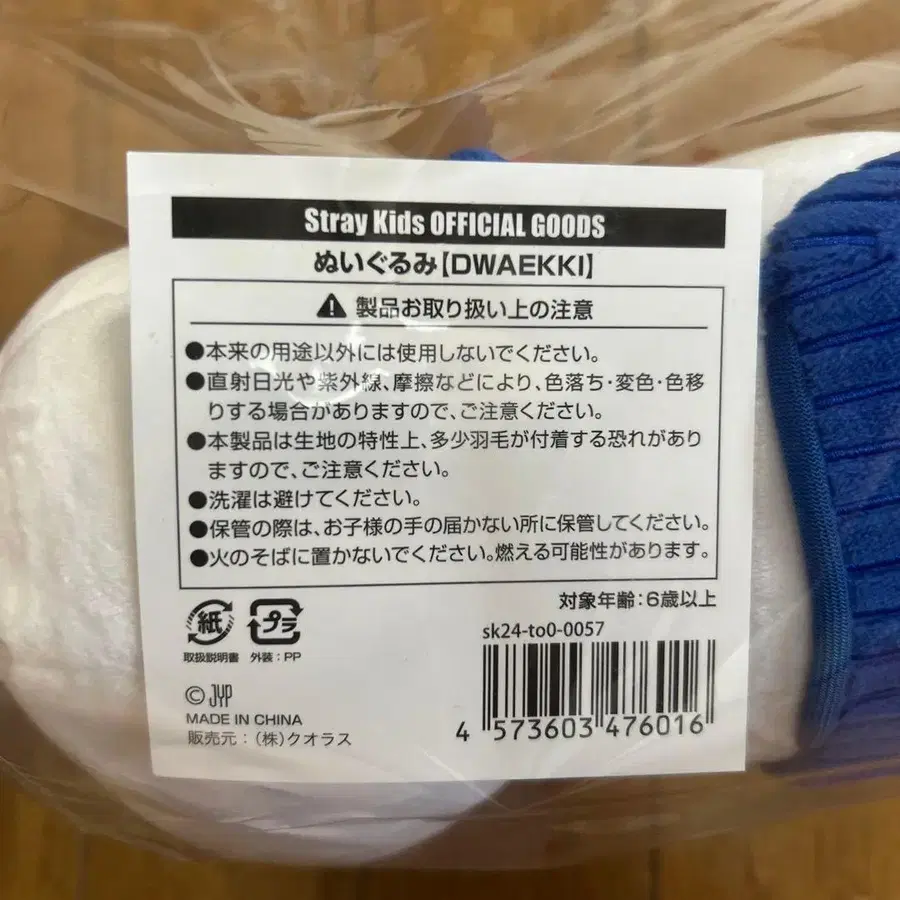 Stray Kids OFFICIAL GOODS
ぬいぐるみ【DWAEKKI】
製品お取り扱い上の注意
●本来の用途以外には使用しないでください。
●直射日光や紫外線、摩擦などにより、色落ち・変色・色移
りする場合がありますので、ご注意ください。
●本製品は生地の特性上、多少羽毛が付着する恐れがあり
ますので、ご注意ください。
●洗濯は避けてください。
●保管の際は、お子様の手の届かない所に保管してください。
●火のそばに置かないでください。燃える可能性があります。
対象年齢：6歳以上
紙 プラ
取扱説明書 外装：PP
sk24-to0-0057
4 573603 476016
© JYP
MADE IN CHINA
販売元：（株）クオラス